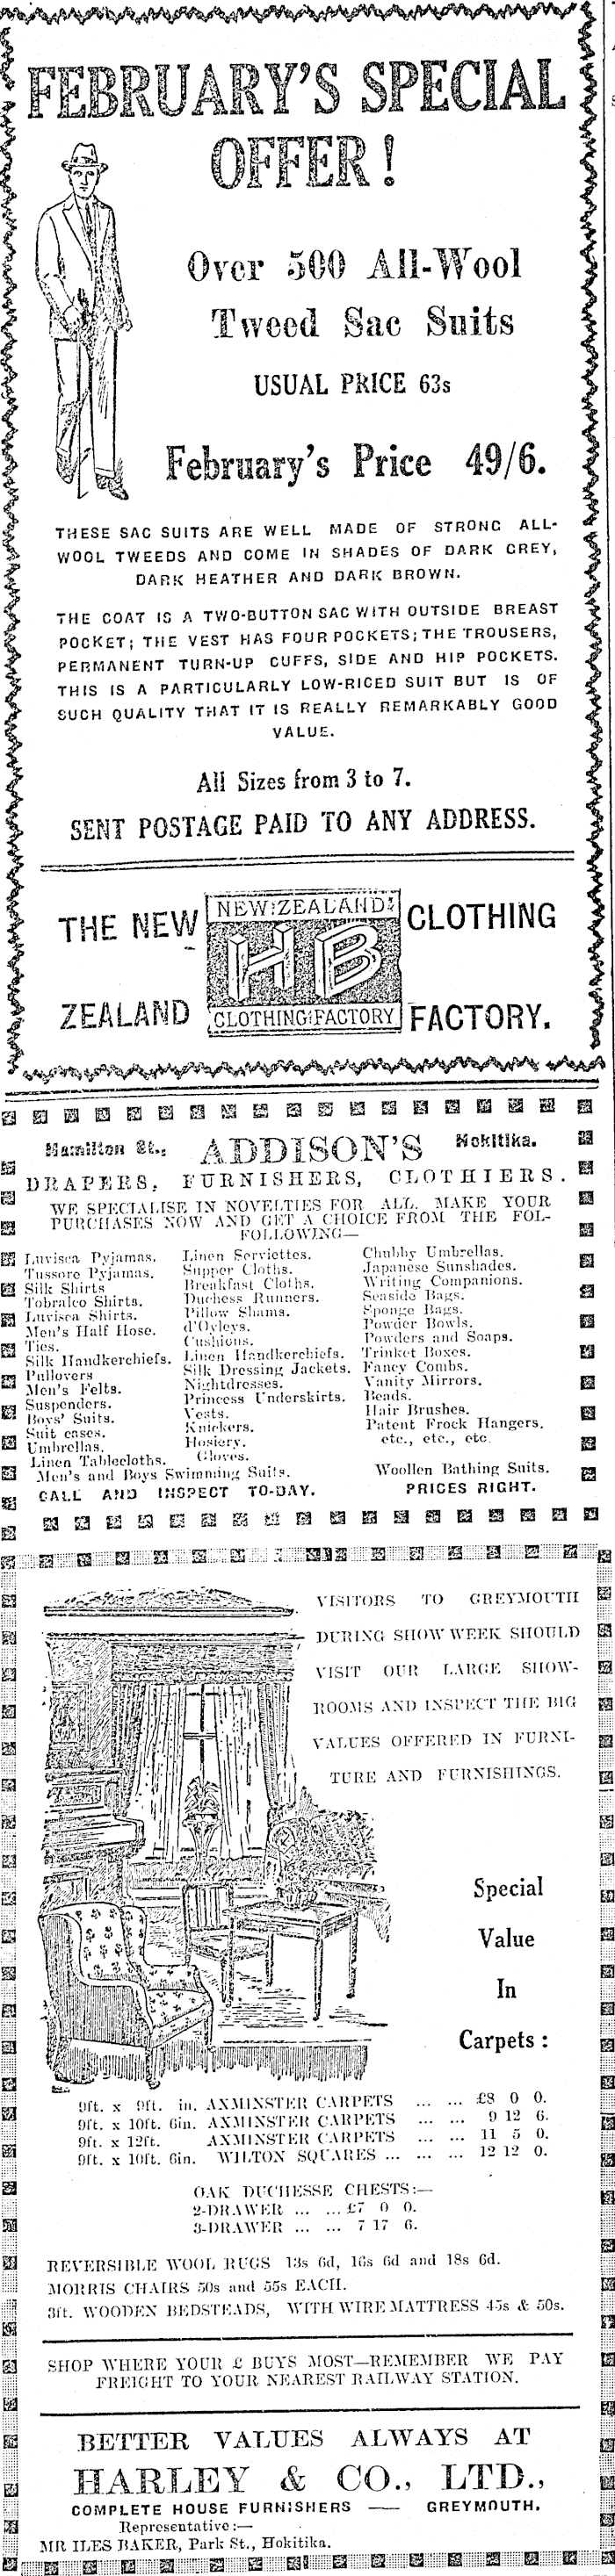 FEBRUARY'S SPECIAL
OFFER!
Over 500 All-Wool
Tweed Sac Suits
USUAL PRICE 63s
February's Price 49/6.
THESE SAC SUITS ARE WELL MADE OF STRONG ALL-
WOOL TWEEDS AND COME IN SHADES OF DARK GREY,
DARK HEATHER AND DARK BROWN.
THE COAT IS A TWO-BUTTON SAC WITH OUTSIDE BREAST
POCKET; THE VEST HAS FOUR POCKETS; THE TROUSERS,
PERMANENT TURN-UP CUFFS, SIDE AND HIP POCKETS.
THIS IS A PARTICULARLY LOW-RICED SUIT BUT IS OF
SUCH QUALITY THAT IT IS REALLY REMARKABLY GOOD
VALUE.
All Sizes from 3 to 7.
SENT POSTAGE PAID TO ANY ADDRESS.
THE NEW
ZEALAND
NEW ZEALAND
HB
CLOTHING FACTORY
CLOTHING
FACTORY.
Hamilton St., ADDISON'S Hokitika.
DRAPERS, FURNISHERS, CLOTHIERS.
WE SPECIALISE IN NOVELTIES FOR ALL. MAKE YOUR
PURCHASES NOW AND GET A CHOICE FROM THE FOL-
FOLLOWING—
Luvisca Pyjamas.
Tussore Pyjamas.
Silk Shirts
Tobralco Shirts.
Luvisca Shirts.
Men's Half Hose.
Ties.
Silk Handkerchiefs.
Pullovers
Men's Felts.
Suspenders.
Boys' Suits.
Suit cases.
Umbrellas.
Linen Tablecloths.
Men's and Boys Swimming Suits.
Linen Serviettes.
Supper Cloths.
Breakfast Cloths.
Duchess Runners.
Pillow Shams.
d'Oyleys.
Cushions.
Linen Handkerchiefs.
Silk Dressing Jackets.
Nightdresses.
Princess Underskirts.
Vests.
Knickers.
Hosiery.
Gloves.
Chubby Umbrellas.
Japanese Sunshades.
Writing Companions.
Seaside Bags.
Sponge Bags.
Powder Bowls.
Powders and Soaps.
Trinket Boxes.
Fancy Combs.
Vanity Mirrors.
Beads.
Hair Brushes.
Patent Frock Hangers.
etc., etc., etc.
Woollen Bathing Suits.
CALL AND INSPECT TO-DAY. PRICES RIGHT.
VISITORS TO GREYMOUTH
DURING SHOW WEEK SHOULD
VISIT OUR LARGE SHOW-
ROOMS AND INSPECT THE BIG
VALUES OFFERED IN FURNI-
TURE AND FURNISHINGS.
Special
Value
In
Carpets:
9ft. x 9ft. in. AXMINSTER CARPETS ... ... £8 0 0.
9ft. x 10ft. 6in. AXMINSTER CARPETS ... ... 9 12 6.
9ft. x 12ft. AXMINSTER CARPETS ... ... 11 5 0.
9ft. x 10ft. 6in. WILTON SQUARES ... ... ... 12 12 0.
OAK DUCHESSE CHESTS:—
2-DRAWER ... ... £7 0 0.
3-DRAWER ... ... 7 17 6.
REVERSIBLE WOOL RUGS 13s 6d, 16s 6d and 18s 6d.
MORRIS CHAIRS 50s and 55s EACH.
3ft. WOODEN BEDSTEADS, WITH WIRE MATTRESS 45s & 50s.
SHOP WHERE YOUR £ BUYS MOST—REMEMBER WE PAY
FREIGHT TO YOUR NEAREST RAILWAY STATION.
BETTER VALUES ALWAYS AT
HARLEY & CO., LTD.,
COMPLETE HOUSE FURNISHERS —— GREYMOUTH.
Representative:—
MR ILES BAKER, Park St., Hokitika.